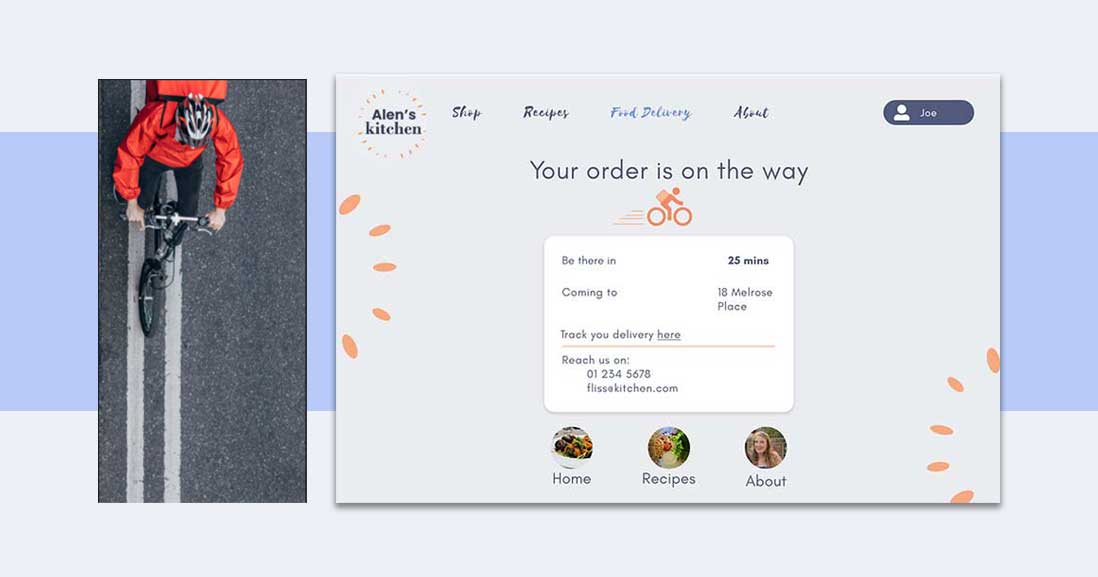 Alen's
kitchen
Shop
Recipes
Food Delivery
About
Joe
Your order is on the way
Be there in
25 mins
Coming to
18 Melrose
Place
Track you delivery here
Reach us on:
01 234 5678
fliss@kitchen.com
Home
Recipes
About